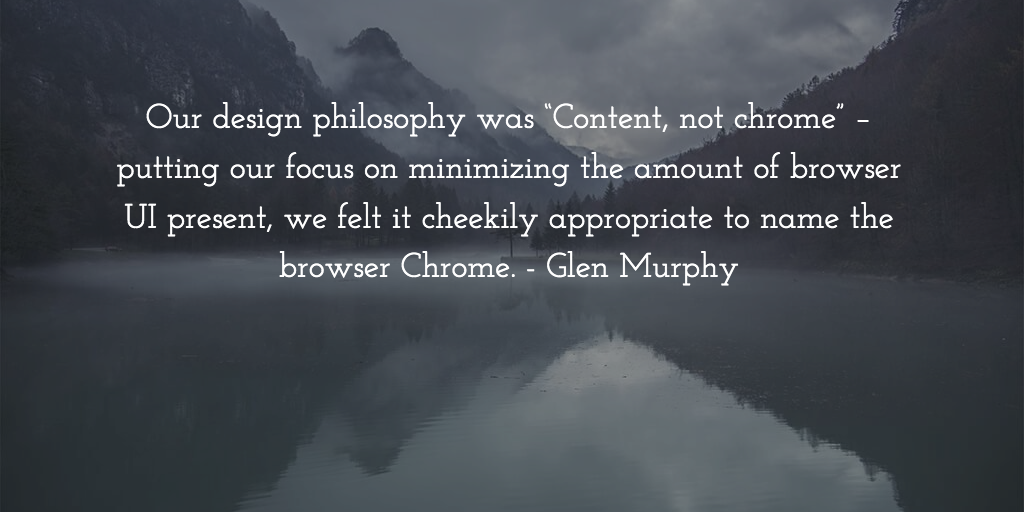 Our design philosophy was “Content, not chrome” –
putting our focus on minimizing the amount of browser
UI present, we felt it cheekily appropriate to name the
browser Chrome. - Glen Murphy